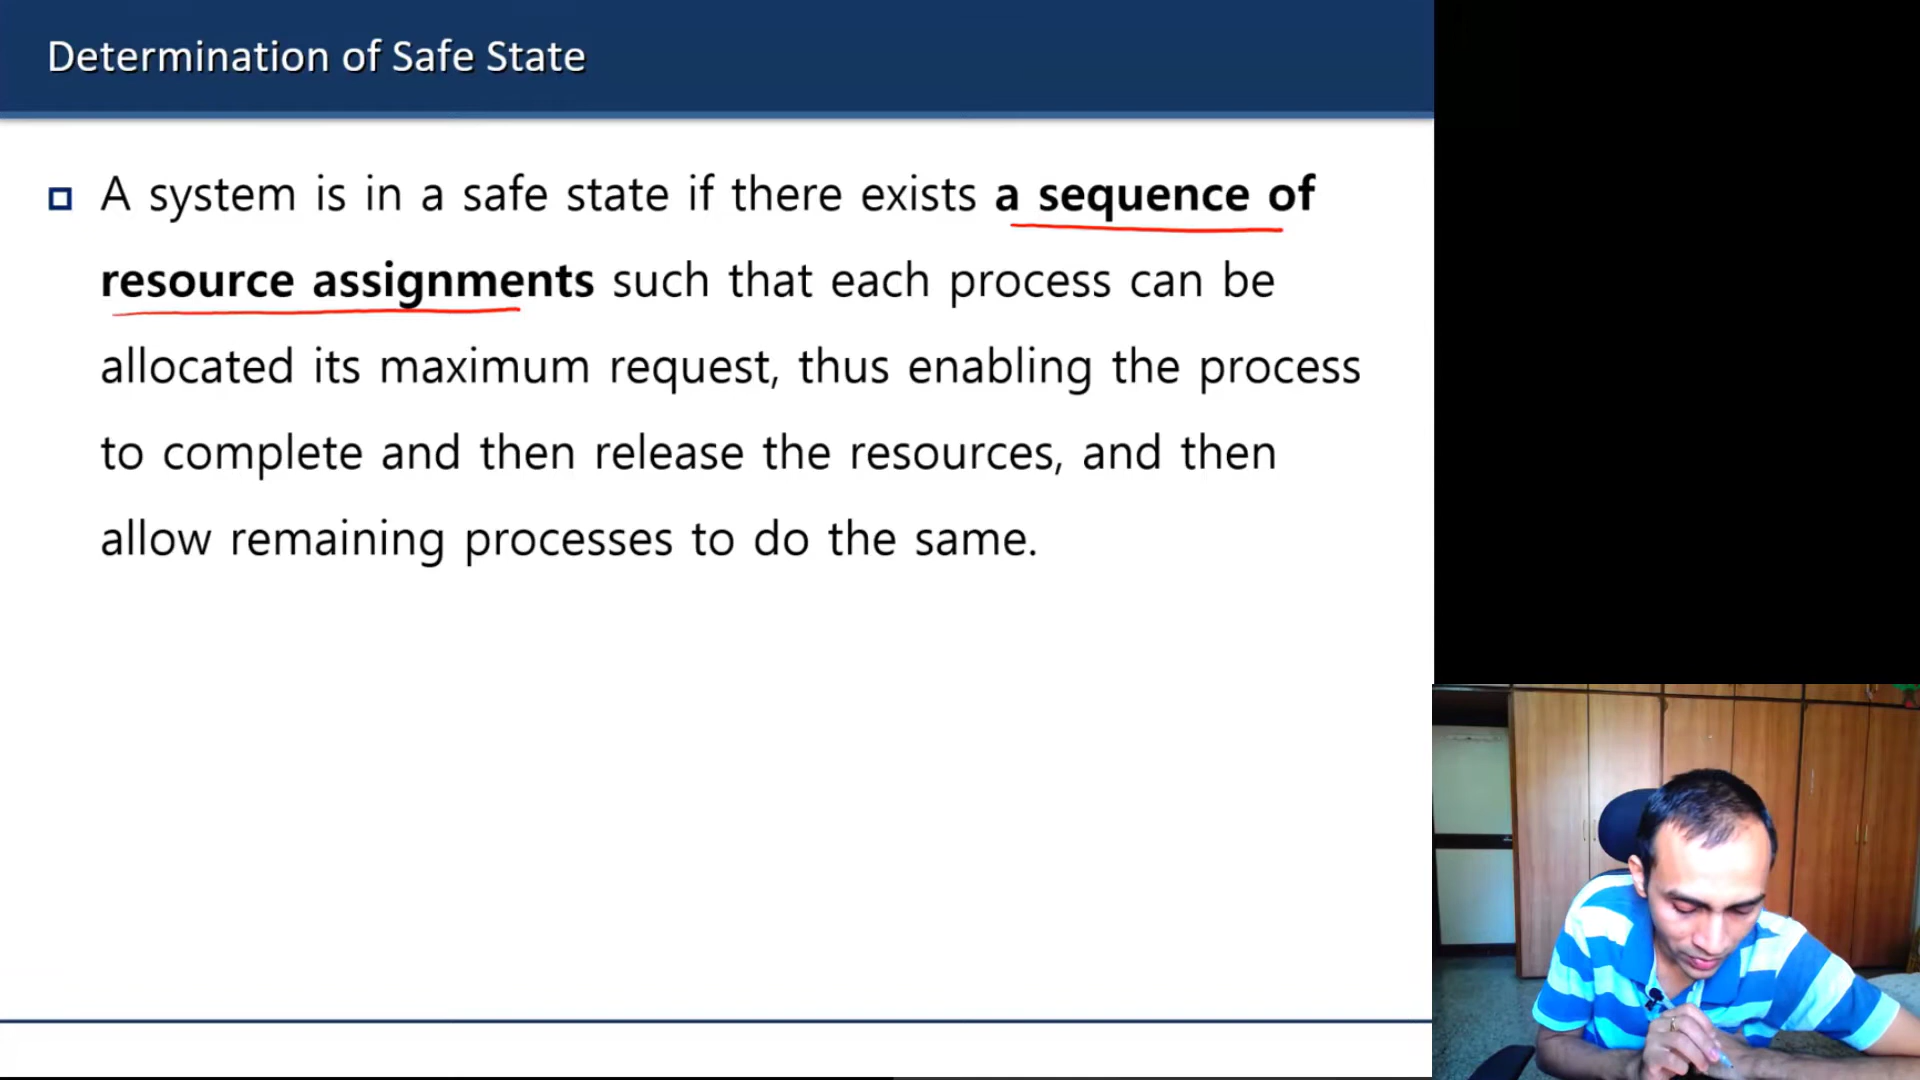 Determination of Safe State
A system is in a safe state if there exists a sequence of
resource assignments such that each process can be
allocated its maximum request, thus enabling the process
to complete and then release the resources, and then
allow remaining processes to do the same.